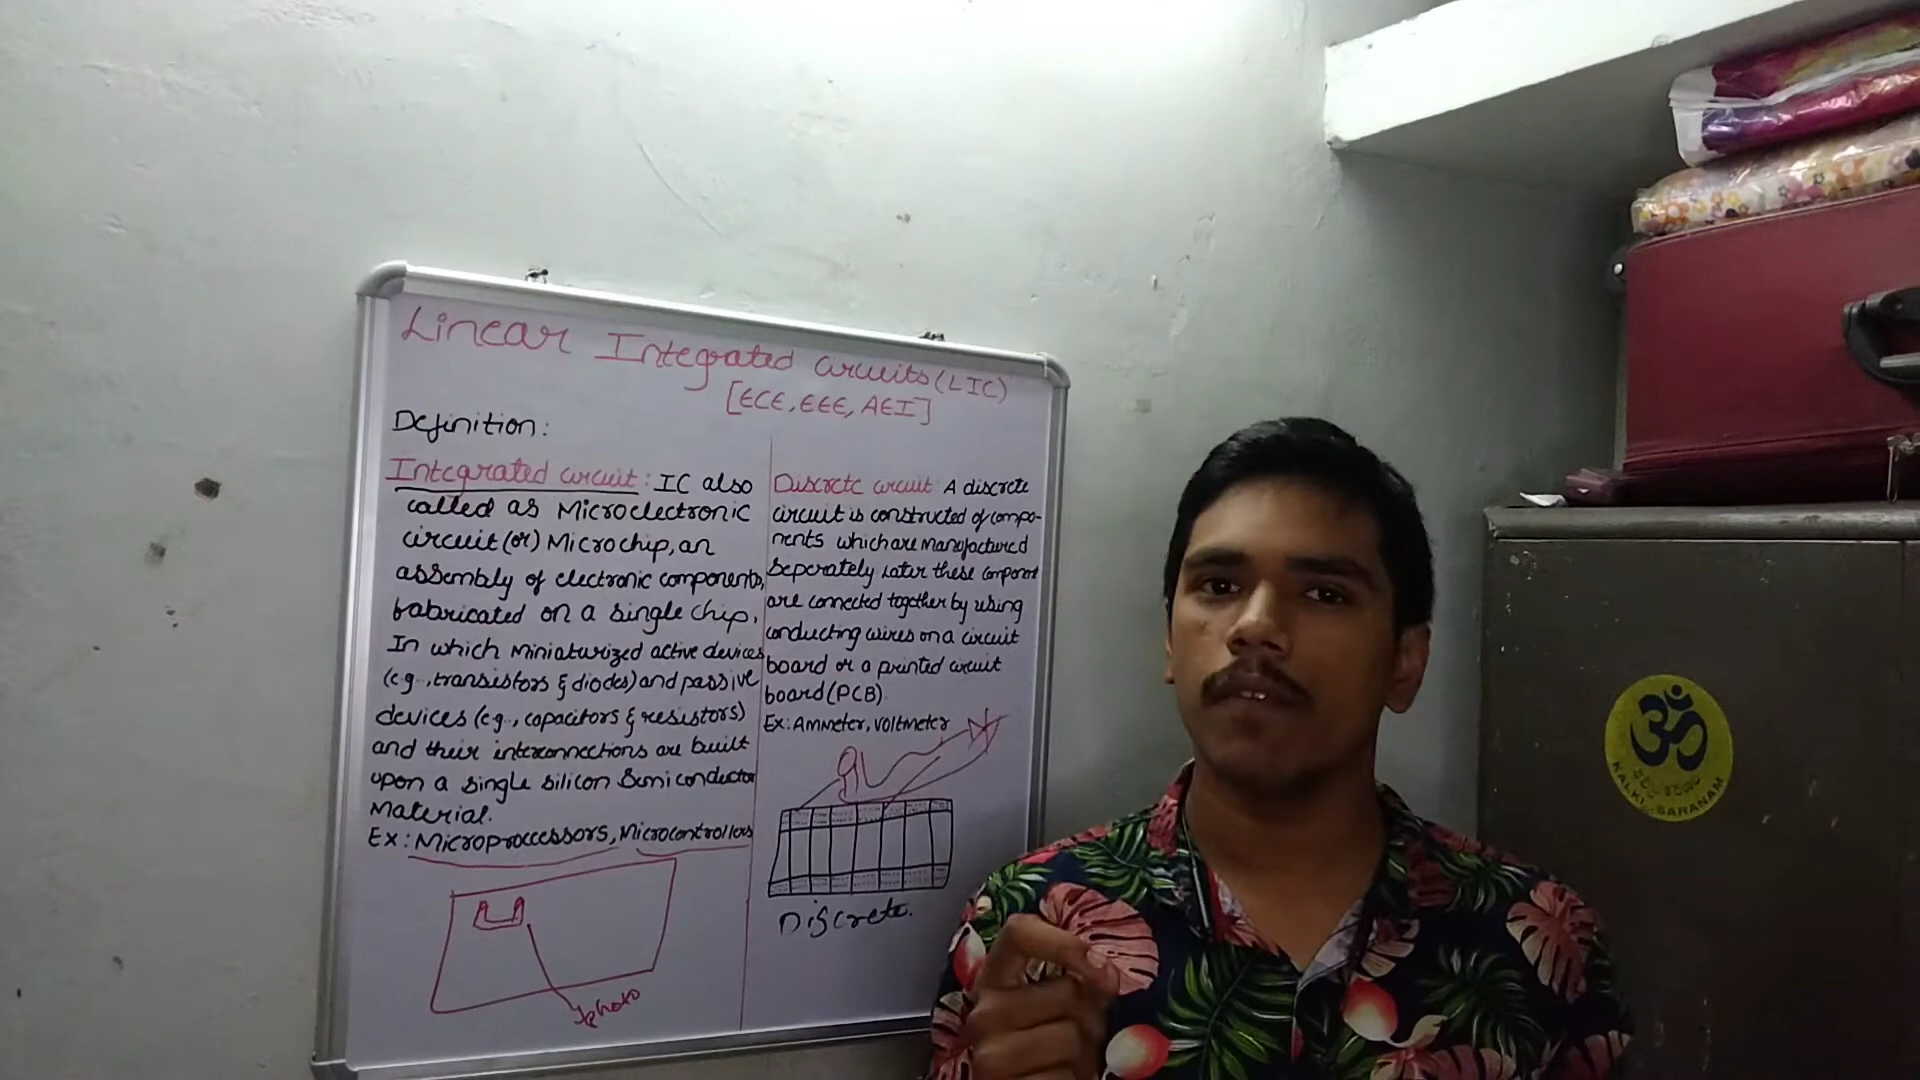 Linear Integrated circuits (LIC)
[ECE, EEE, AEI]
Definition:
Integrated circuit: IC also
called as Microelectronic
circuit (or) Microchip, an
assembly of electronic components,
fabricated on a single chip,
In which miniaturized active devices
(e.g., transistors & diodes) and passive
devices (e.g., capacitors & resistors)
and their interconnections are built
upon a single silicon Semiconductor
Material.
Ex: Microproccessors, Microcontrollers
Discrete circuit: A discrete
circuit is constructed of compo-
nents which are Manufactured
Seperately Later these component
are connected together by using
conducting wires on a circuit
board or a printed circuit
board (PCB).
Ex: Ammeter, voltmeter
Discrete.
ॐ
KALKI SARANAM